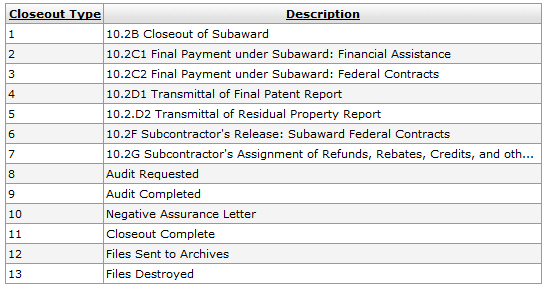 Closeout Type Description
1 10.2B Closeout of Subaward
2 10.2C1 Final Payment under Subaward: Financial Assistance
3 10.2C2 Final Payment under Subaward: Federal Contracts
4 10.2D1 Transmittal of Final Patent Report
5 10.2.D2 Transmittal of Residual Property Report
6 10.2F Subcontractor's Release: Subaward Federal Contracts
7 10.2G Subcontractor's Assignment of Refunds, Rebates, Credits, and oth...
8 Audit Requested
9 Audit Completed
10 Negative Assurance Letter
11 Closeout Complete
12 Files Sent to Archives
13 Files Destroyed